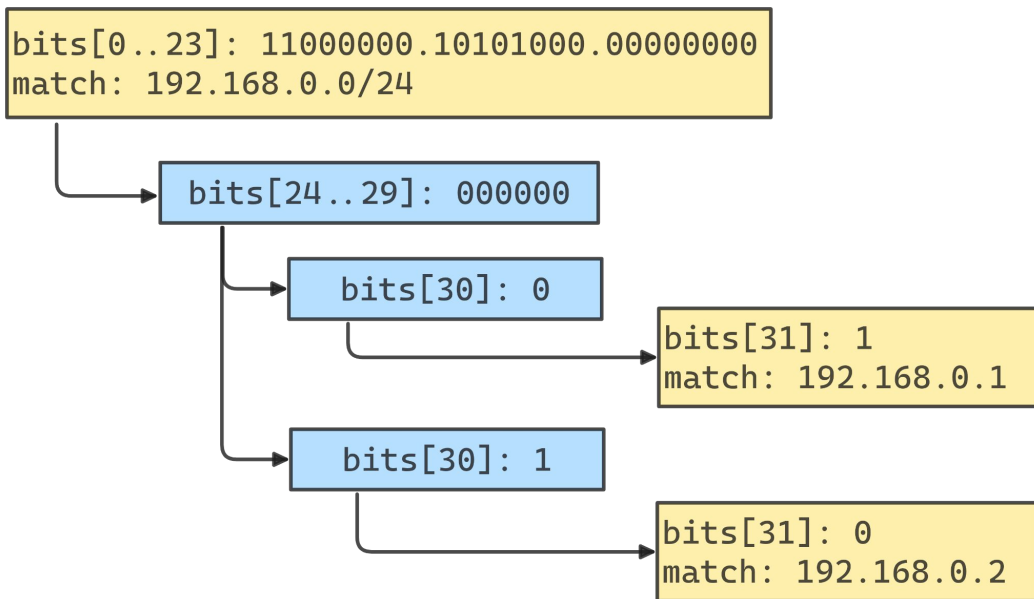 bits[0..23]: 11000000.10101000.00000000
match: 192.168.0.0/24
bits[24..29]: 000000
bits[30]: 0
bits[31]: 1
match: 192.168.0.1
bits[30]: 1
bits[31]: 0
match: 192.168.0.2